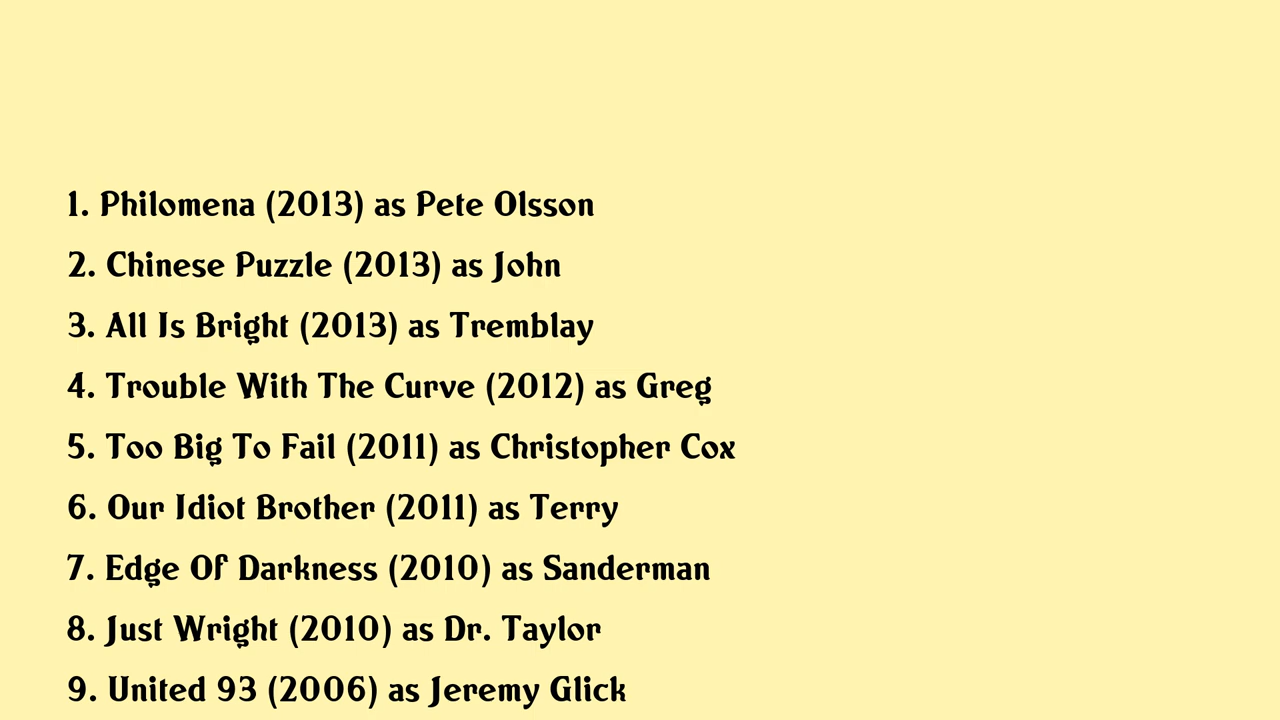 1. Philomena (2013) as Pete Olsson
2. Chinese Puzzle (2013) as John
3. All Is Bright (2013) as Tremblay
4. Trouble With The Curve (2012) as Greg
5. Too Big To Fail (2011) as Christopher Cox
6. Our Idiot Brother (2011) as Terry
7. Edge Of Darkness (2010) as Sanderman
8. Just Wright (2010) as Dr. Taylor
9. United 93 (2006) as Jeremy Glick